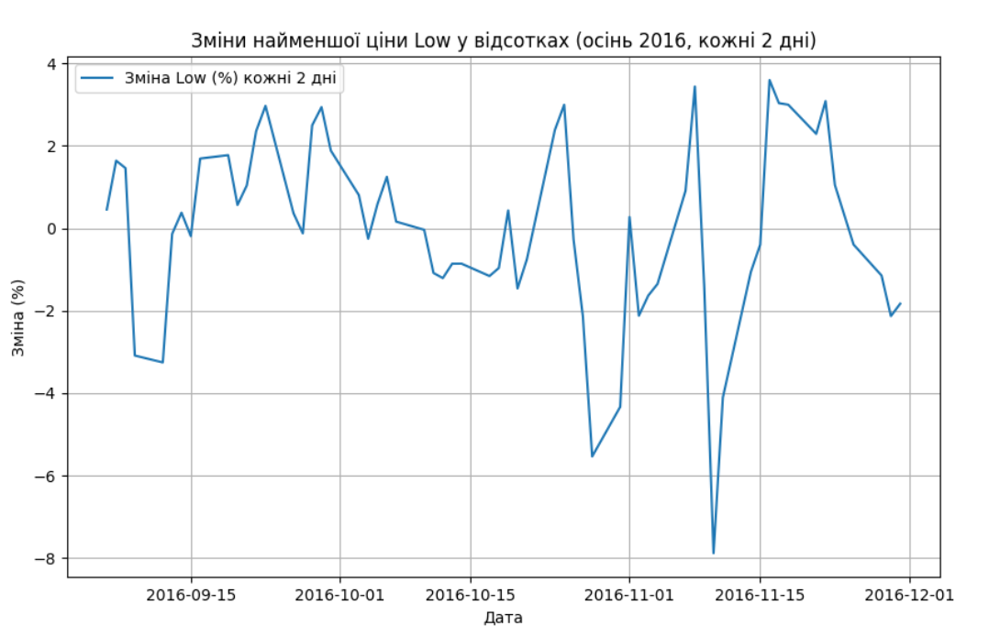 Зміни найменшої ціни Low у відсотках (осінь 2016, кожні 2 дні)
Зміна Low (%) кожні 2 дні
Зміна (%)
4
2
0
−2
−4
−6
−8
2016-09-15 2016-10-01 2016-10-15 2016-11-01 2016-11-15 2016-12-01
Дата